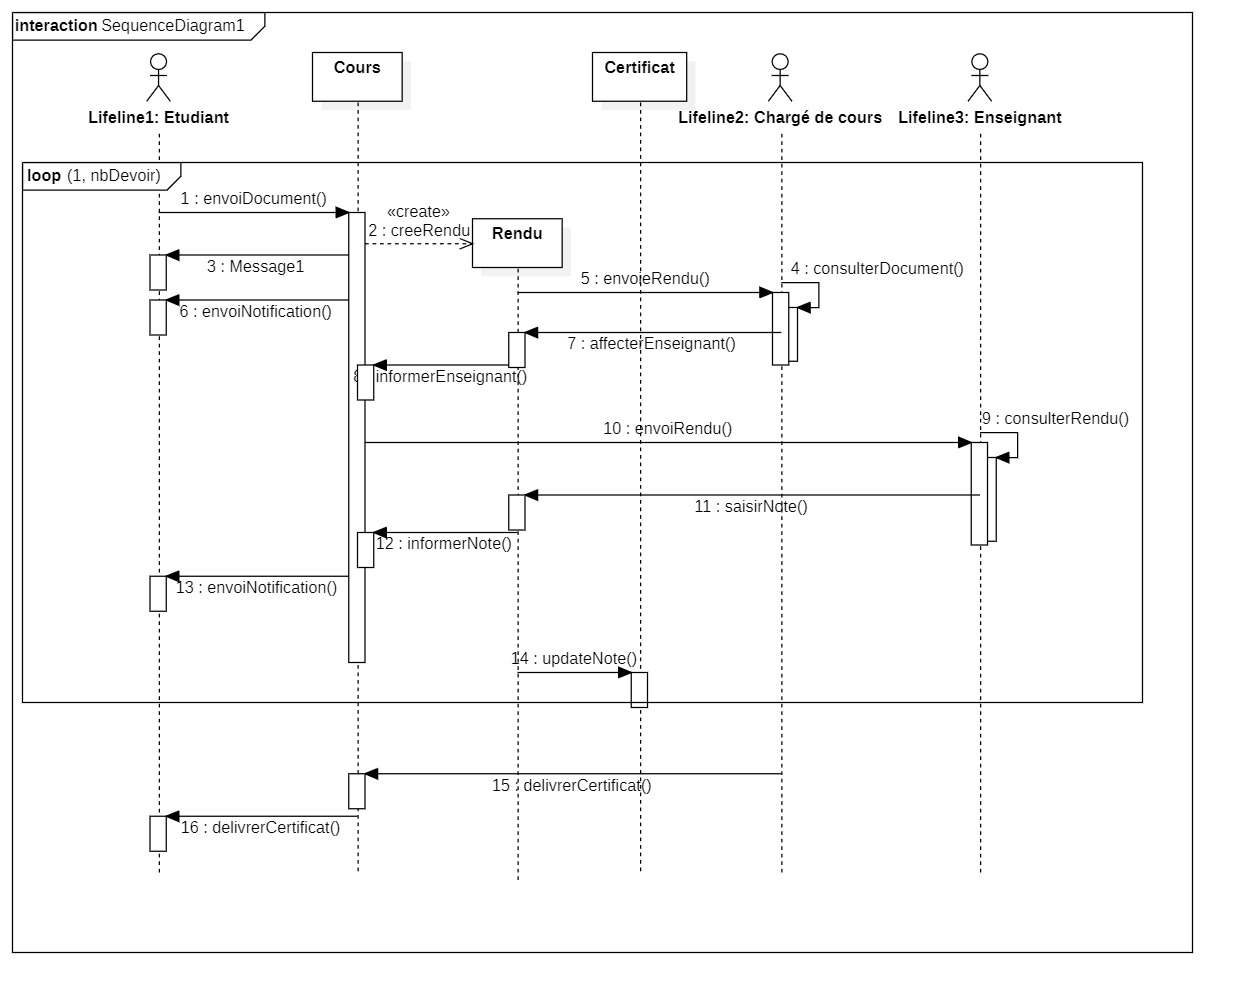 interaction SequenceDiagram1
Cours
Certificat
Lifeline1: Etudiant
Lifeline2: Chargé de cours
Lifeline3: Enseignant
loop (1, nbDevoir)
1 : envoiDocument()
«create»
2 : creeRendu
Rendu
3 : Message1
4 : consulterDocument()
5 : envoieRendu()
6 : envoiNotification()
7 : affecterEnseignant()
8 : informerEnseignant()
9 : consulterRendu()
10 : envoiRendu()
11 : saisirNote()
12 : informerNote()
13 : envoiNotification()
14 : updateNote()
15 : delivrerCertificat()
16 : delivrerCertificat()